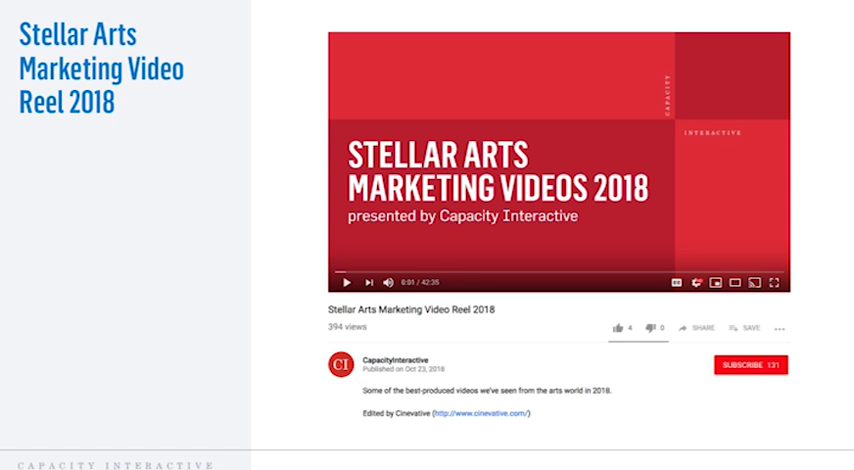 Stellar Arts
Marketing Video
Reel 2018
CAPACITY
INTERACTIVE
STELLAR ARTS
MARKETING VIDEOS 2018
presented by Capacity Interactive
0:01 / 42:35
CC
HD
Stellar Arts Marketing Video Reel 2018
394 views
4 0 SHARE SAVE
CI
CapacityInteractive
Published on Oct 23, 2018
SUBSCRIBE 131
Some of the best-produced videos we've seen from the arts world in 2018.
Edited by Cinevative (http://www.cinevative.com/)
CAPACITY INTERACTIVE